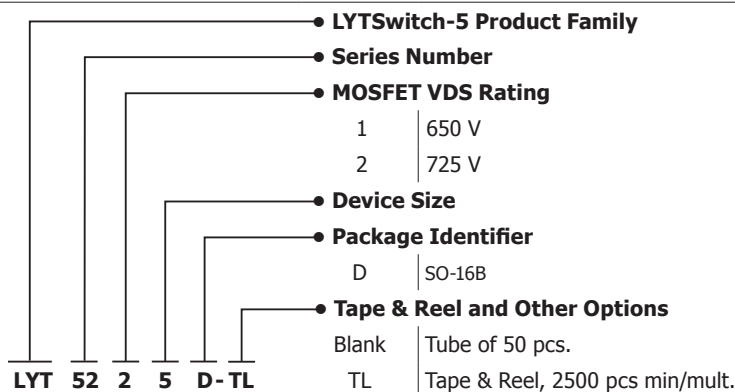 LYTSwitch-5 Product Family
Series Number
MOSFET VDS Rating
1 650 V
2 725 V
Device Size
Package Identifier
D SO-16B
Tape & Reel and Other Options
Blank Tube of 50 pcs.
TL Tape & Reel, 2500 pcs min/mult.
LYT 52 2 5 D - TL